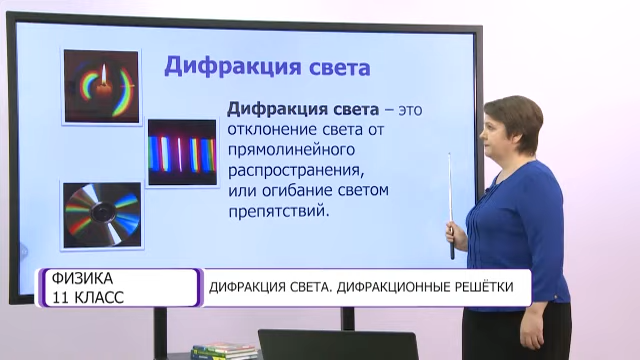 Дифракция света
Дифракция света – это
отклонение света от
прямолинейного
распространения,
или огибание светом
препятствий.
ФИЗИКА
11 КЛАСС
ДИФРАКЦИЯ СВЕТА. ДИФРАКЦИОННЫЕ РЕШЁТКИ